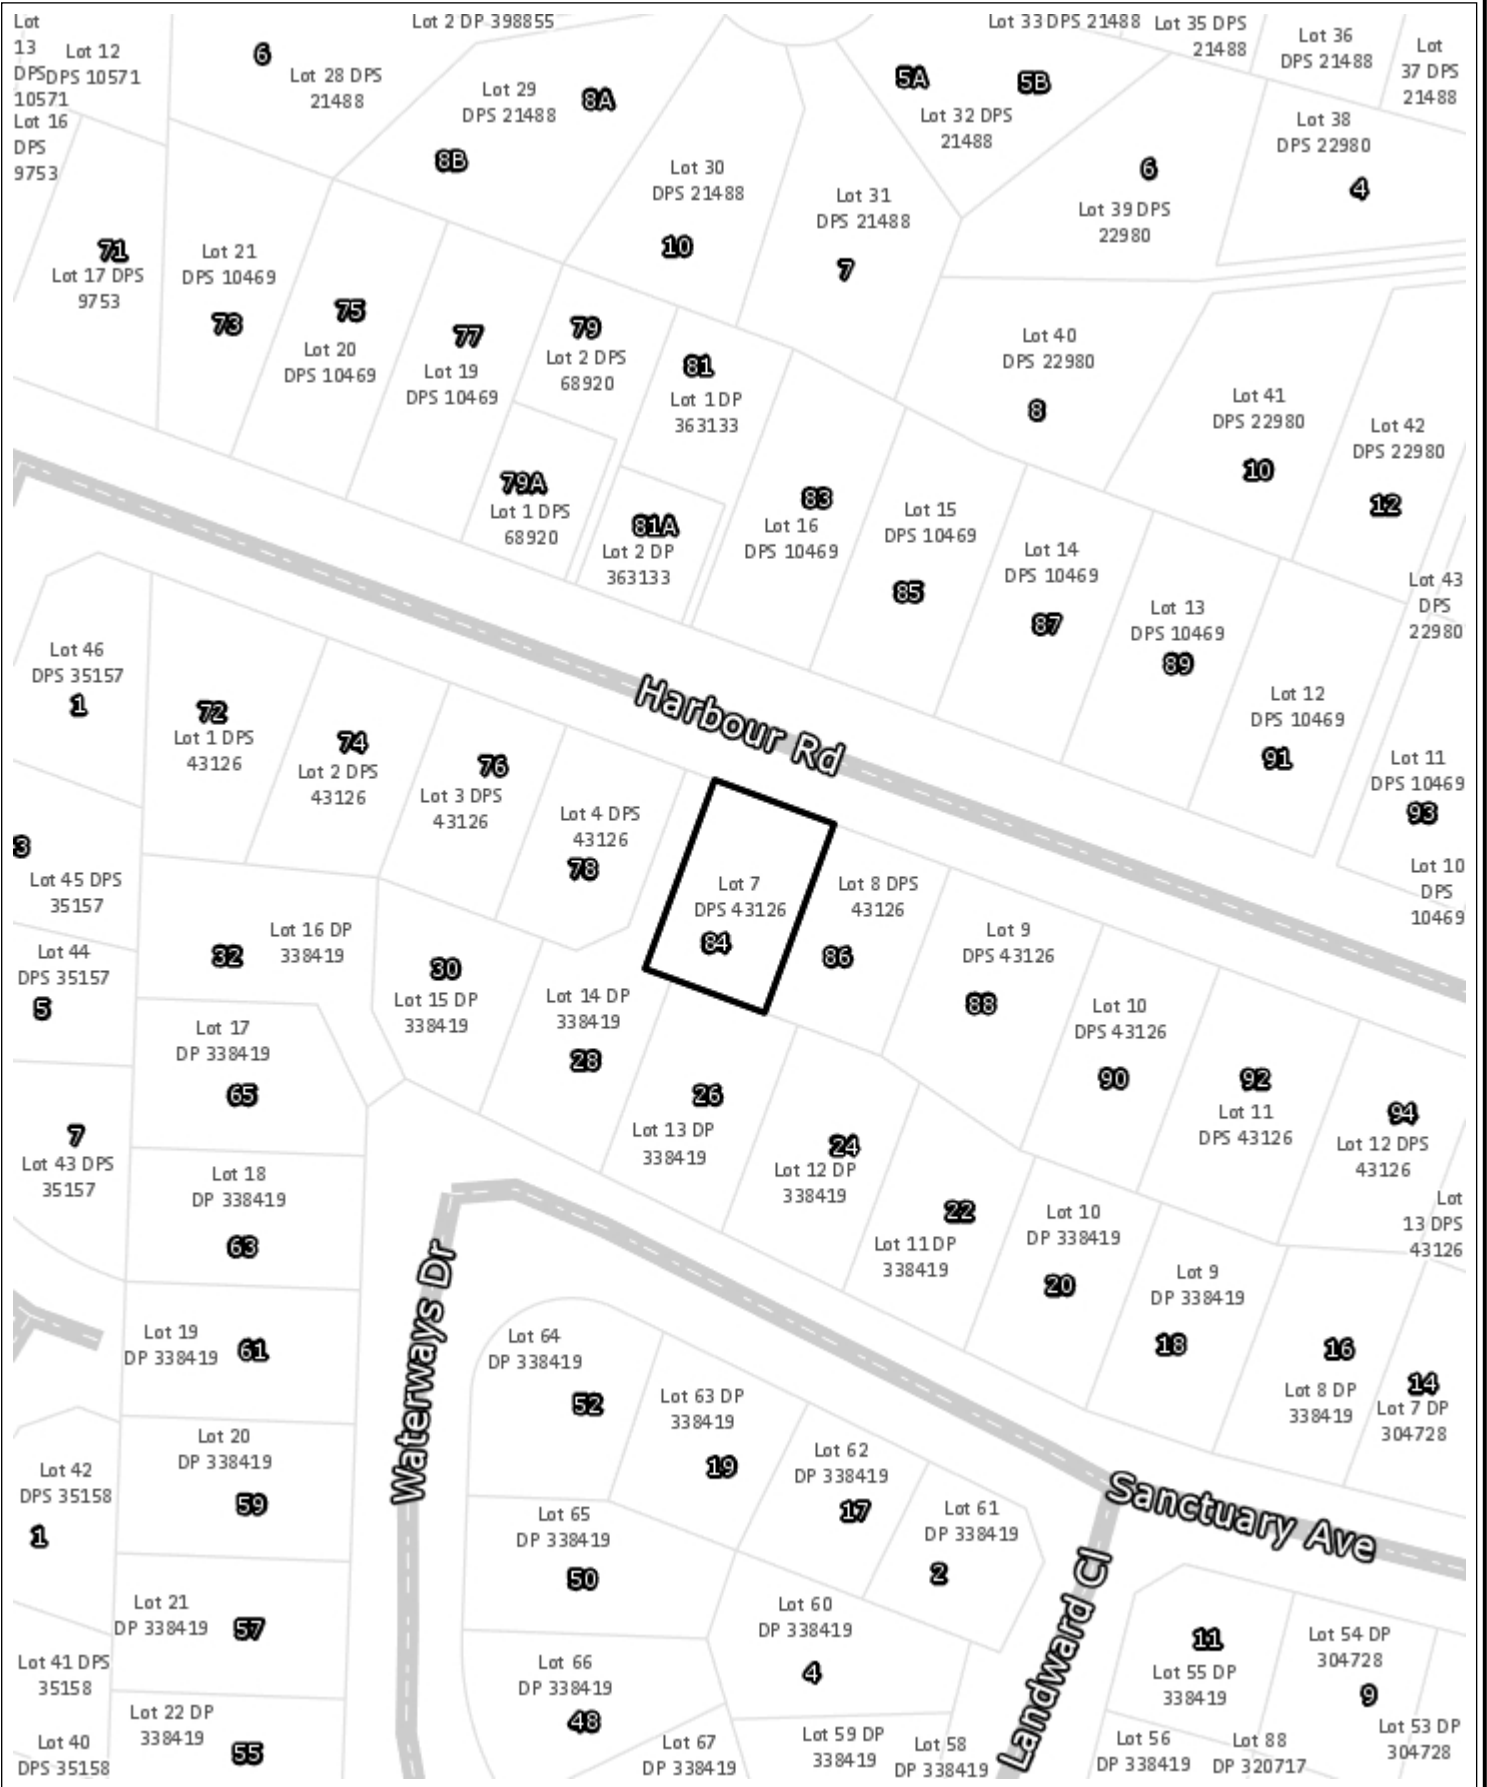 Lot
13
DPS
10571
Lot 12
DPS 10571
6
Lot 28 DPS
21488
Lot 2 DP 398855
Lot 29
DPS 21488
8A
8B
5A
5B
Lot 32 DPS
21488
Lot 33 DPS 21488
Lot 35 DPS
21488
Lot 36
DPS 21488
Lot
37 DPS
21488
Lot 16
DPS
9753
Lot 30
DPS 21488
10
Lot 31
DPS 21488
7
6
Lot 39 DPS
22980
Lot 38
DPS 22980
4
71
Lot 17 DPS
9753
Lot 21
DPS 10469
73
75
Lot 20
DPS 10469
77
Lot 19
DPS 10469
79
Lot 2 DPS
68920
81
Lot 1 DP
363133
Lot 40
DPS 22980
8
Lot 41
DPS 22980
10
Lot 42
DPS 22980
12
79A
Lot 1 DPS
68920
81A
Lot 2 DP
363133
83
Lot 16
DPS 10469
Lot 15
DPS 10469
85
Lot 14
DPS 10469
87
Lot 13
DPS 10469
89
Lot 43
DPS
22980
Lot 12
DPS 10469
91
Lot 11
DPS 10469
93
Lot 10
DPS
10469
Harbour Rd
Lot 46
DPS 35157
1
72
Lot 1 DPS
43126
74
Lot 2 DPS
43126
76
Lot 3 DPS
43126
Lot 4 DPS
43126
78
Lot 7
DPS 43126
84
Lot 8 DPS
43126
86
Lot 9
DPS 43126
88
Lot 10
DPS 43126
90
92
Lot 11
DPS 43126
94
Lot 12 DPS
43126
Lot
13 DPS
43126
3
Lot 45 DPS
35157
Lot 44
DPS 35157
5
32
Lot 16 DP
338419
30
Lot 15 DP
338419
Lot 14 DP
338419
28
26
Lot 13 DP
338419
24
Lot 12 DP
338419
22
Lot 11 DP
338419
Lot 10
DP 338419
20
Lot 9
DP 338419
18
16
Lot 8 DP
338419
14
Lot 7 DP
304728
Lot 17
DP 338419
65
7
Lot 43 DPS
35157
Lot 18
DP 338419
63
Lot 19
DP 338419
61
Waterways Dr
Lot 64
DP 338419
52
Lot 63 DP
338419
19
Lot 62
DP 338419
17
Lot 61
DP 338419
2
Sanctuary Ave
Lot 42
DPS 35158
1
Lot 20
DP 338419
59
Lot 65
DP 338419
50
Lot 60
DP 338419
4
Landward Cl
11
Lot 55 DP
338419
Lot 54 DP
304728
9
Lot 21
DP 338419
57
Lot 41 DPS
35158
Lot 66
DP 338419
48
Lot 22 DP
338419
55
Lot 40
DPS 35158
Lot 67
DP 338419
Lot 59 DP
338419
Lot 58
DP 338419
Lot 56
DP 338419
Lot 88
DP 320717
Lot 53 DP
304728